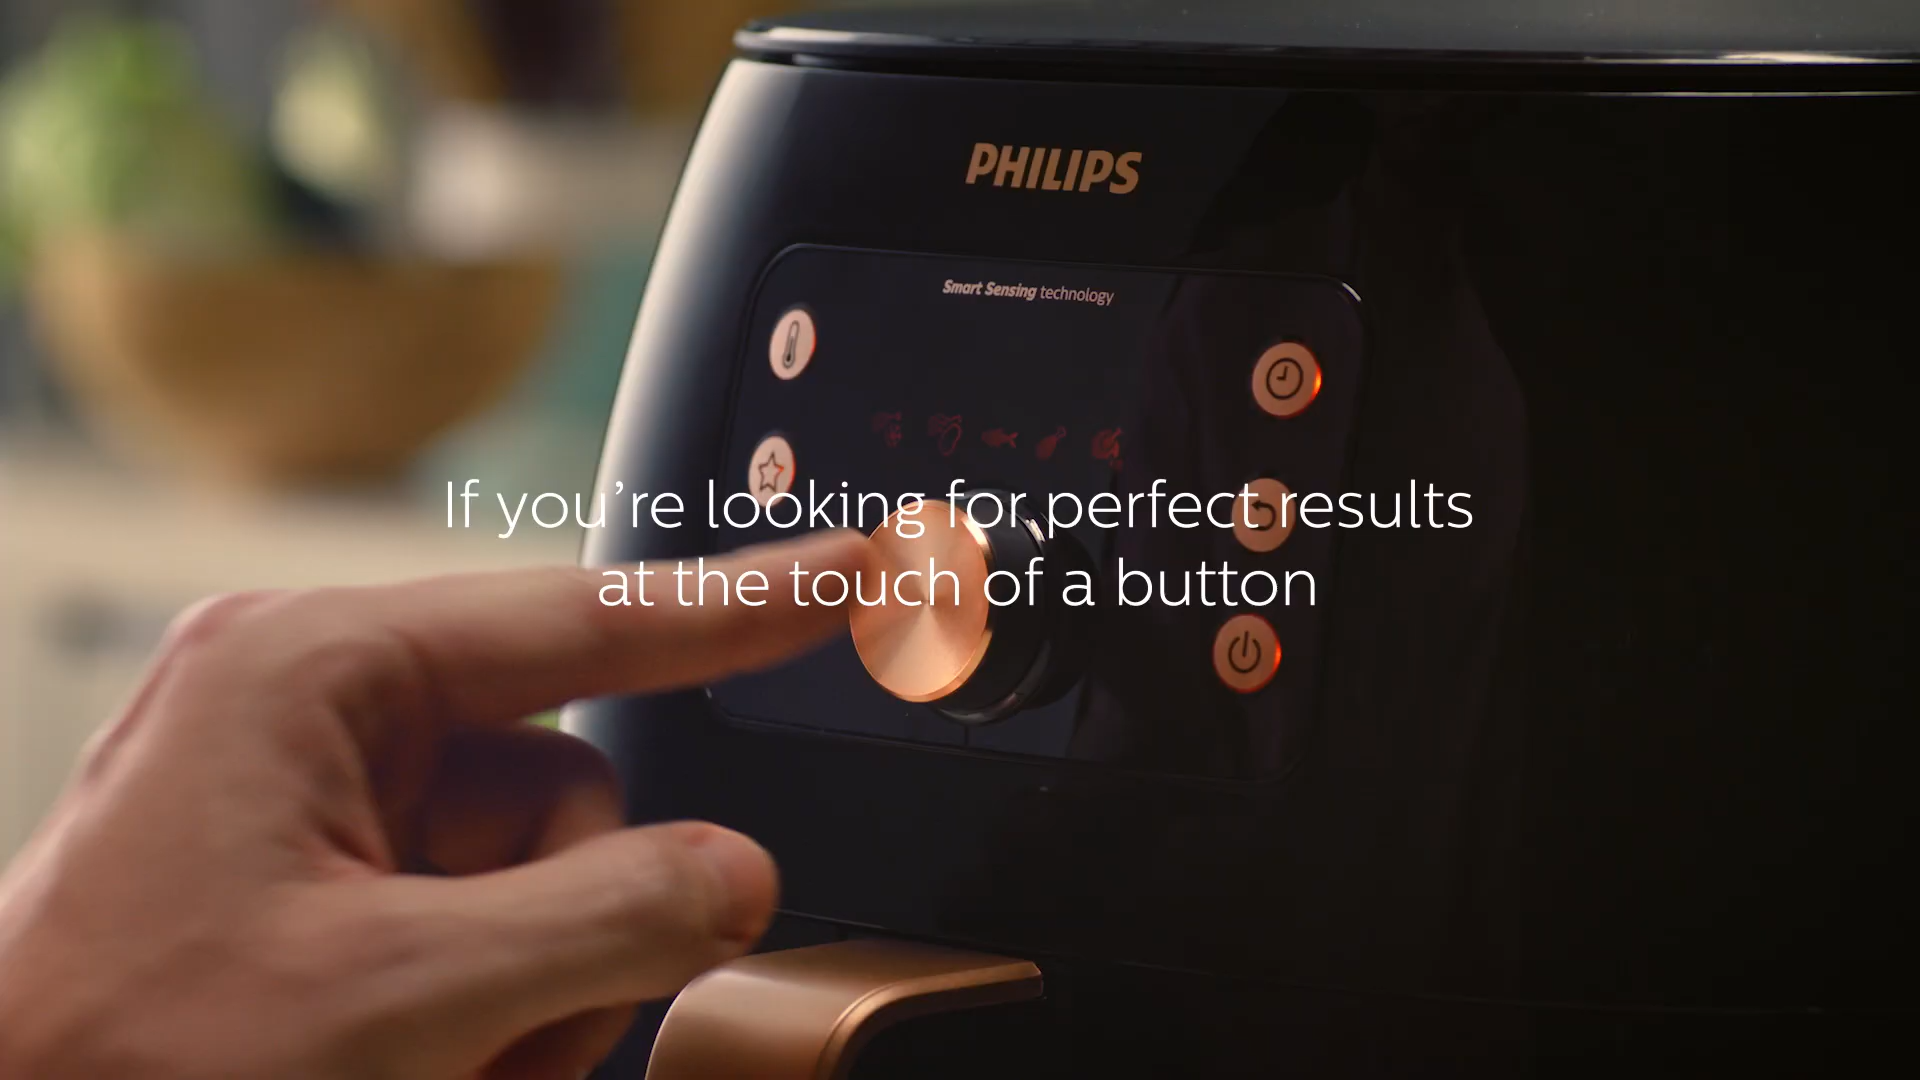 PHILIPS
Smart Sensing technology
If you’re looking for perfect results
at the touch of a button